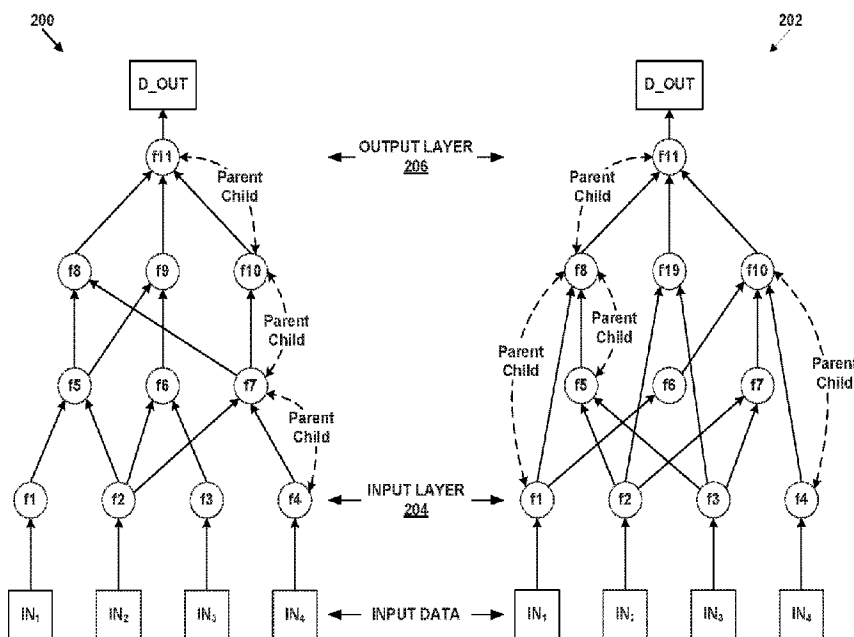 200
202
D_OUT
D_OUT
f11
OUTPUT LAYER
206
f11
Parent
Child
Parent
Child
f8
f9
f10
f8
f19
f10
Parent
Child
Parent
Child
Parent
Child
Parent
Child
f5
f6
f7
f5
f6
f7
Parent
Child
f1
f2
f3
f4
INPUT LAYER
204
f1
f2
f3
f4
IN₁
IN₂
IN₃
IN₄
INPUT DATA
IN₁
IN
IN₃
IN₄